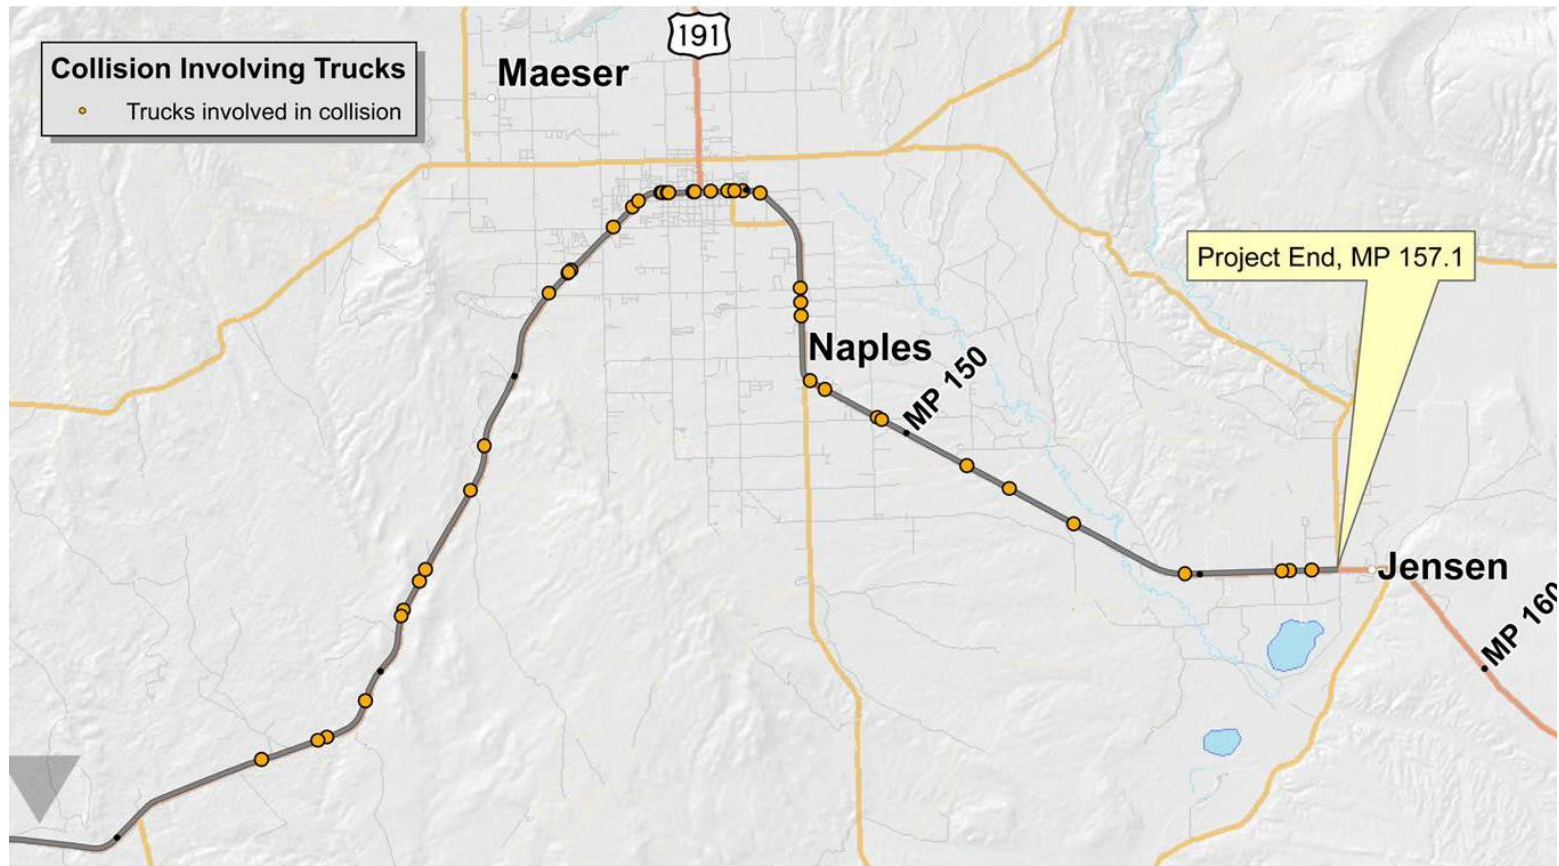 191
Collision Involving Trucks
Trucks involved in collision
Maeser
Project End, MP 157.1
Naples
MP 150
Jensen
MP 160